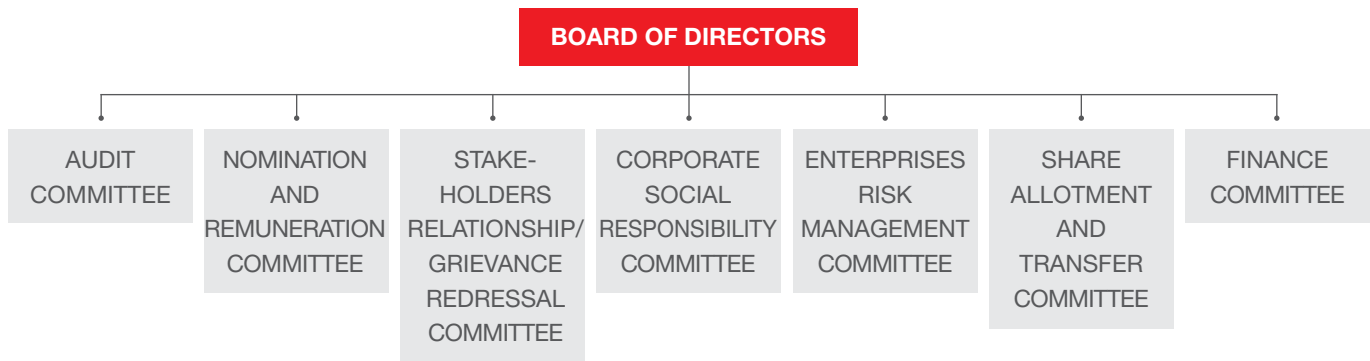 BOARD OF DIRECTORS
AUDIT
COMMITTEE
NOMINATION
AND
REMUNERATION
COMMITTEE
STAKE-
HOLDERS
RELATIONSHIP/
GRIEVANCE
REDRESSAL
COMMITTEE
CORPORATE
SOCIAL
RESPONSIBILITY
COMMITTEE
ENTERPRISES
RISK
MANAGEMENT
COMMITTEE
SHARE
ALLOTMENT
AND
TRANSFER
COMMITTEE
FINANCE
COMMITTEE